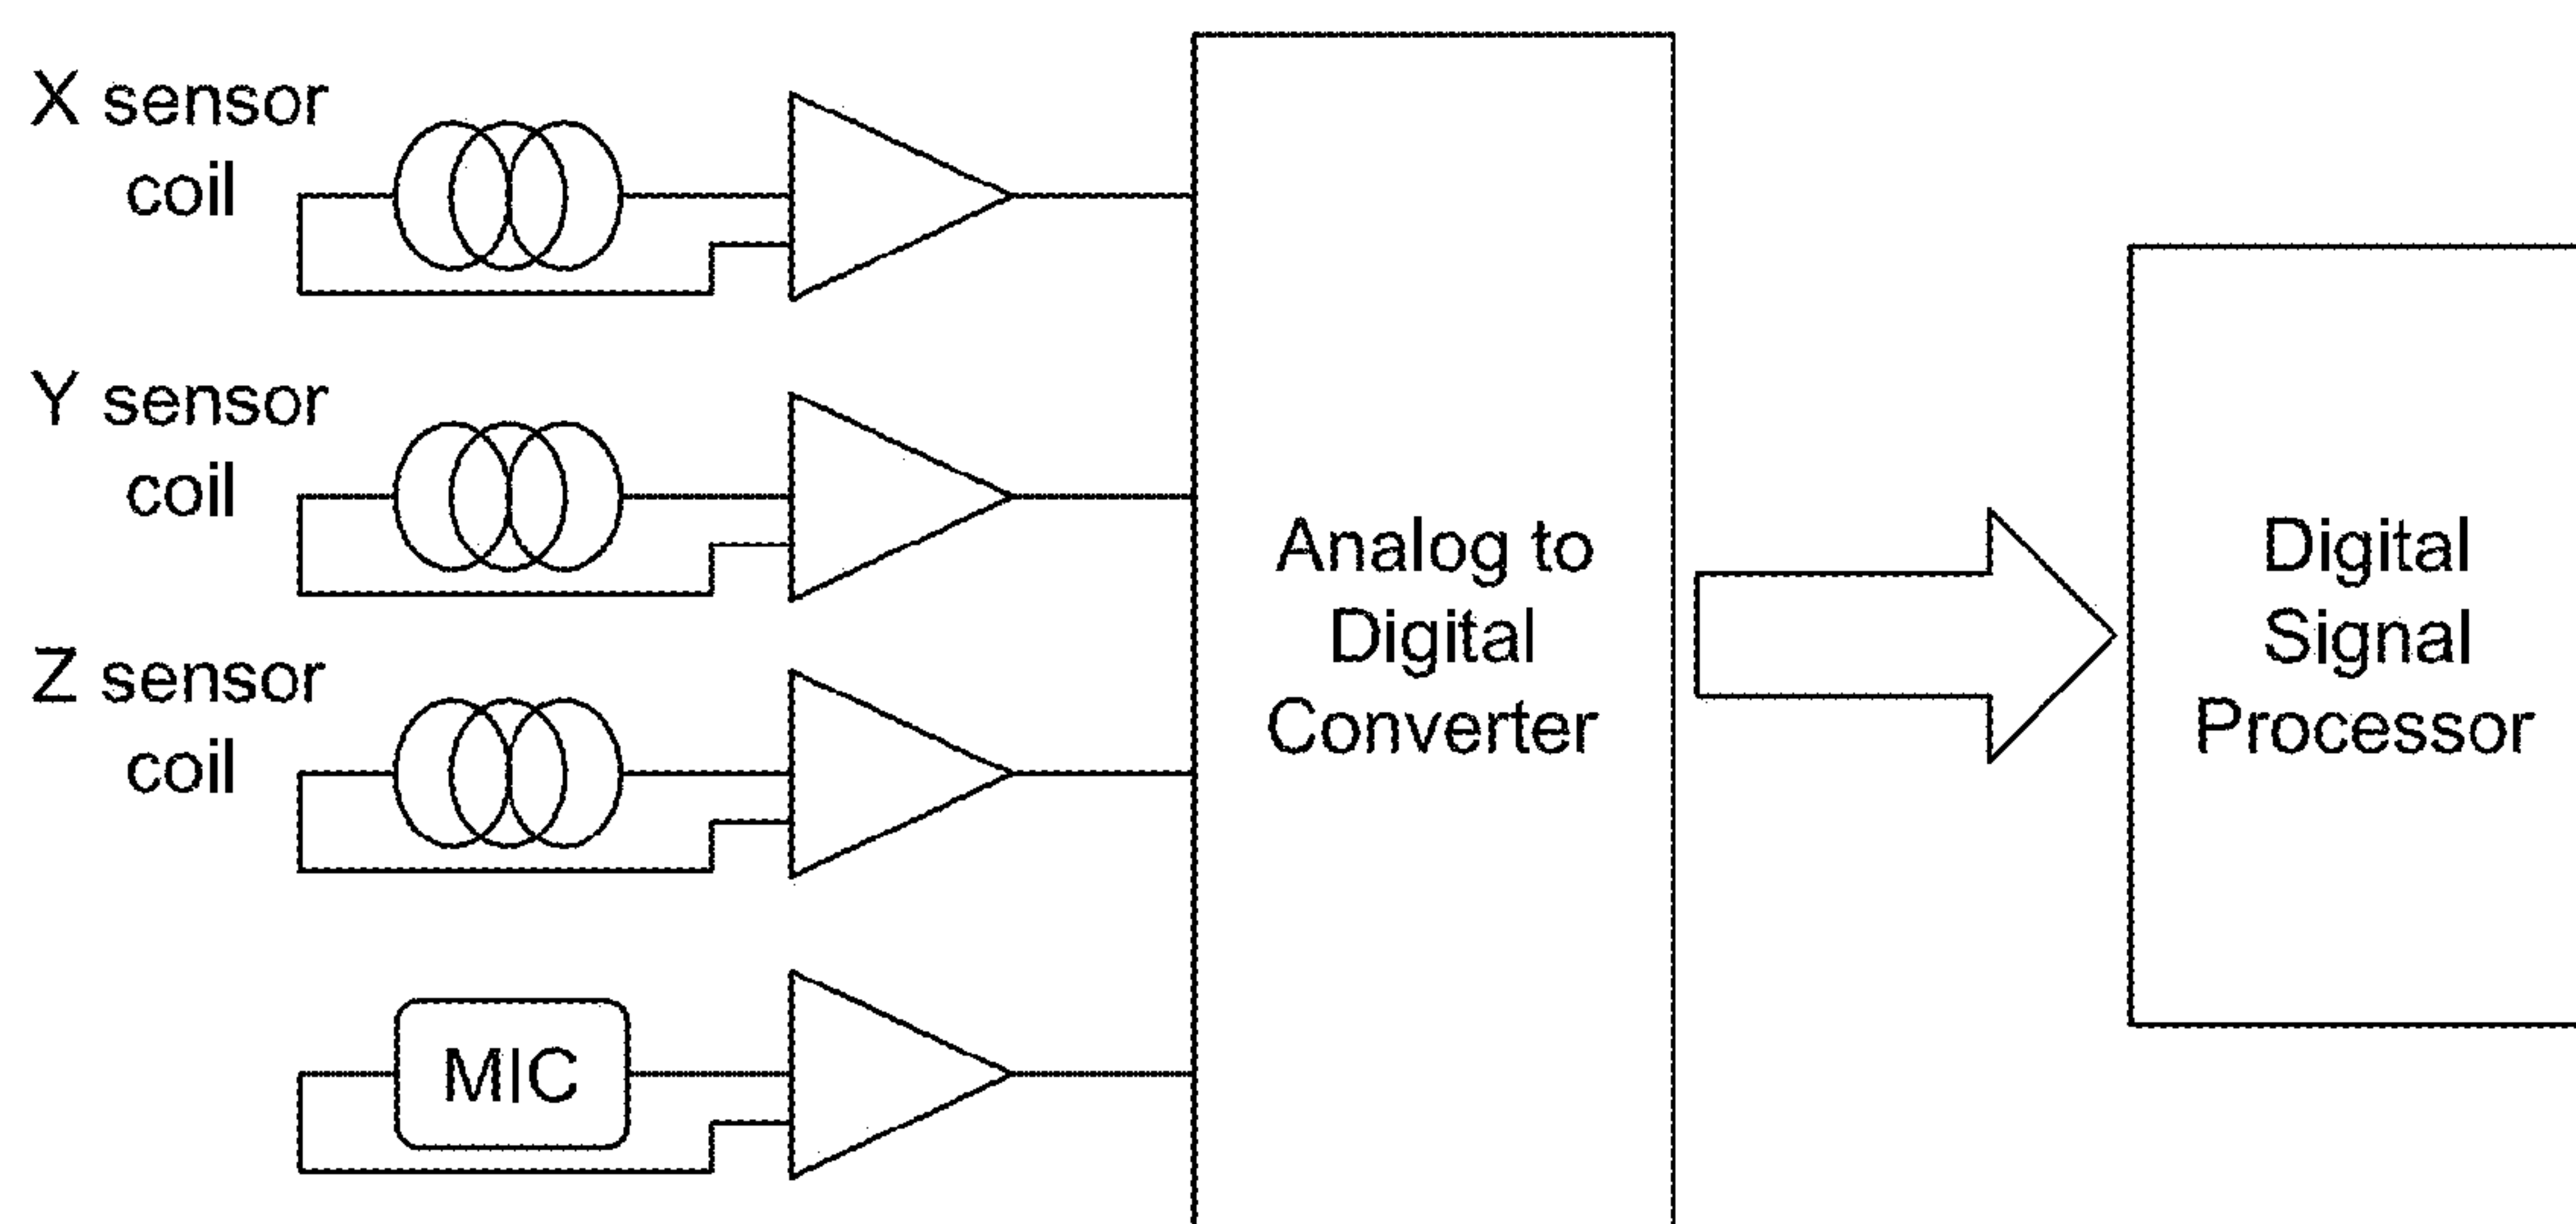 X sensor
coil
Y sensor
coil
Z sensor
coil
MIC
Analog to
Digital
Converter
Digital
Signal
Processor